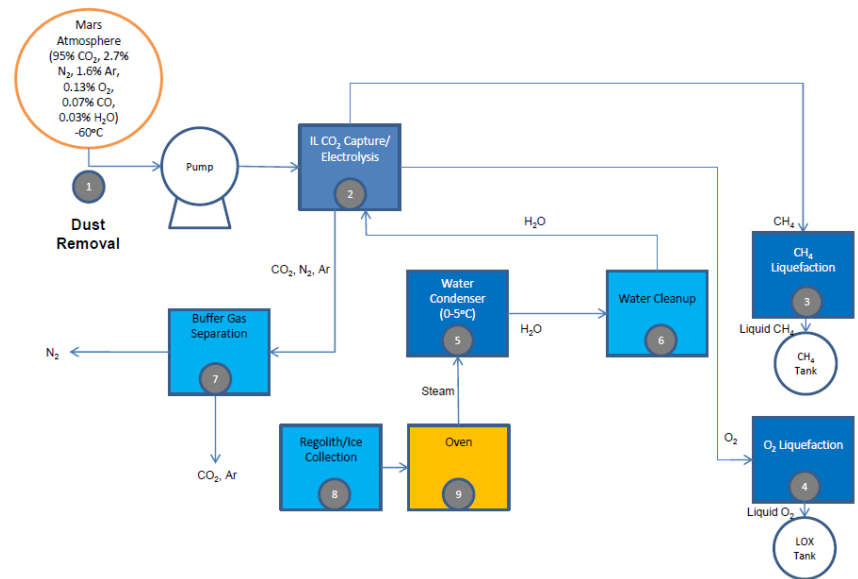 Mars
Atmosphere
(95% CO₂, 2.7%
N₂, 1.6% Ar,
0.13% O₂,
0.07% CO,
0.03% H₂O)
-60°C
1
Dust
Removal
Pump
IL CO₂ Capture/
Electrolysis
2
CH₄
CH₄
Liquefaction
3
Liquid CH₄
CH₄
Tank
H₂O
CO₂, N₂, Ar
Water
Condenser
(0-5°C)
5
H₂O
Water Cleanup
6
Buffer Gas
Separation
7
N₂
CO₂, Ar
Steam
Regolith/Ice
Collection
8
Oven
9
O₂
O₂ Liquefaction
4
Liquid O₂
LOX
Tank